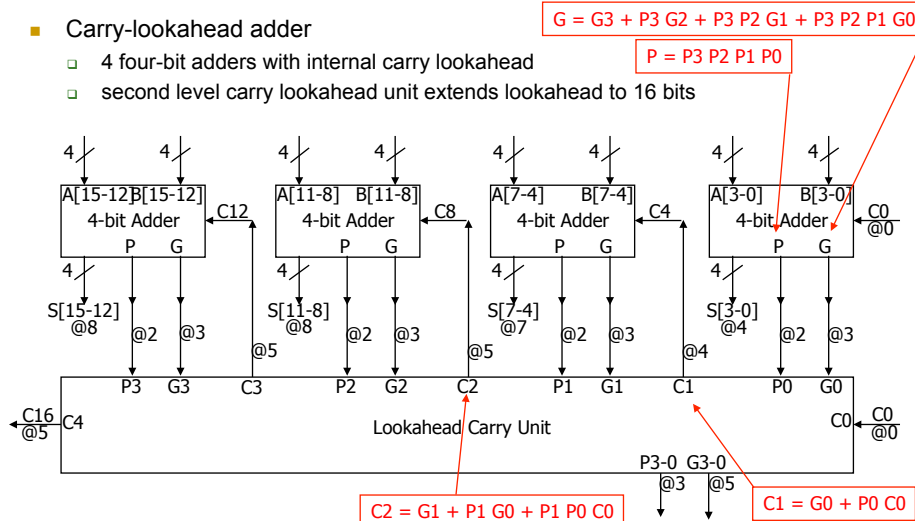 G = G3 + P3 G2 + P3 P2 G1 + P3 P2 P1 G0
Carry-lookahead adder
P = P3 P2 P1 P0
4 four-bit adders with internal carry lookahead
second level carry lookahead unit extends lookahead to 16 bits
4 4 4 4 4 4 4 4
A[15-12] B[15-12] A[11-8] B[11-8] A[7-4] B[7-4] A[3-0] B[3-0]
4-bit Adder C12 4-bit Adder C8 4-bit Adder C4 4-bit Adder C0
@0
P G P G P G P G
4 4 4 4
S[15-12] S[11-8] S[7-4] S[3-0]
@8 @8 @7 @4
@2 @3 @5 @2 @3 @5 @2 @3 @4 @2 @3
P3 G3 C3 P2 G2 C2 P1 G1 C1 P0 G0
C16 C4 Lookahead Carry Unit C0 C0
@5 @0
P3-0 G3-0
@3 @5
C2 = G1 + P1 G0 + P1 P0 C0
C1 = G0 + P0 C0